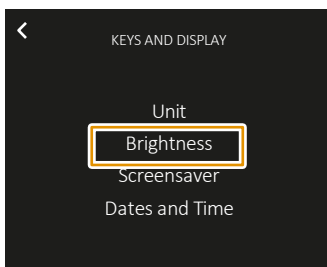 KEYS AND DISPLAY
Unit
Brightness
Screensaver
Dates and Time